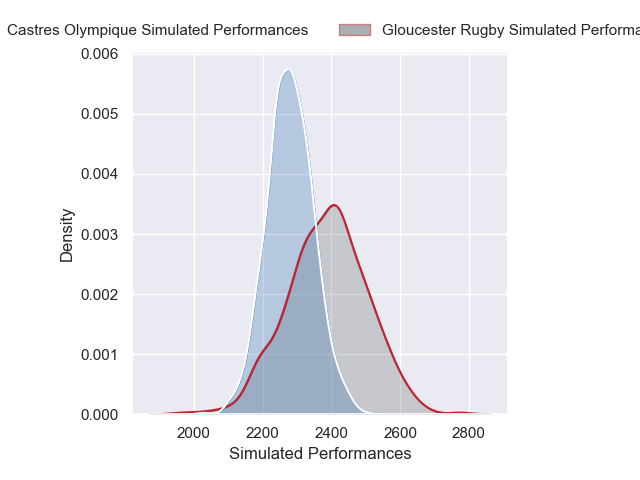 Castres Olympique Simulated Performances
Gloucester Rugby Simulated Performa
0.006
0.005
0.004
0.003
0.002
0.001
0.000
Density
2000 2200 2400 2600 2800
Simulated Performances